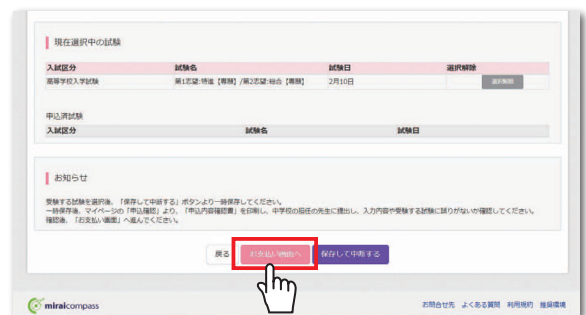 現在選択中の試験
入試区分 試験名 試験日 選択解除
高等学校入学試験 第1志望:特進【専願】/第2志望:総合【専願】 2月10日 選択解除
申込済試験
入試区分 試験名 試験日
お知らせ
受験する試験を選択後、「保存して中断する」ボタンより一時保存してください。
一時保存後、マイページの「申込確認」より、「申込内容確認書」を印刷し、中学校の担任の先生に提出し、入力内容や受験する試験に誤りがないか確認してください。
確認後、「お支払い画面」へ進んでください。
戻る お支払い画面へ 保存して中断する
miraicompass お問合せ先 よくある質問 利用規約 推奨環境